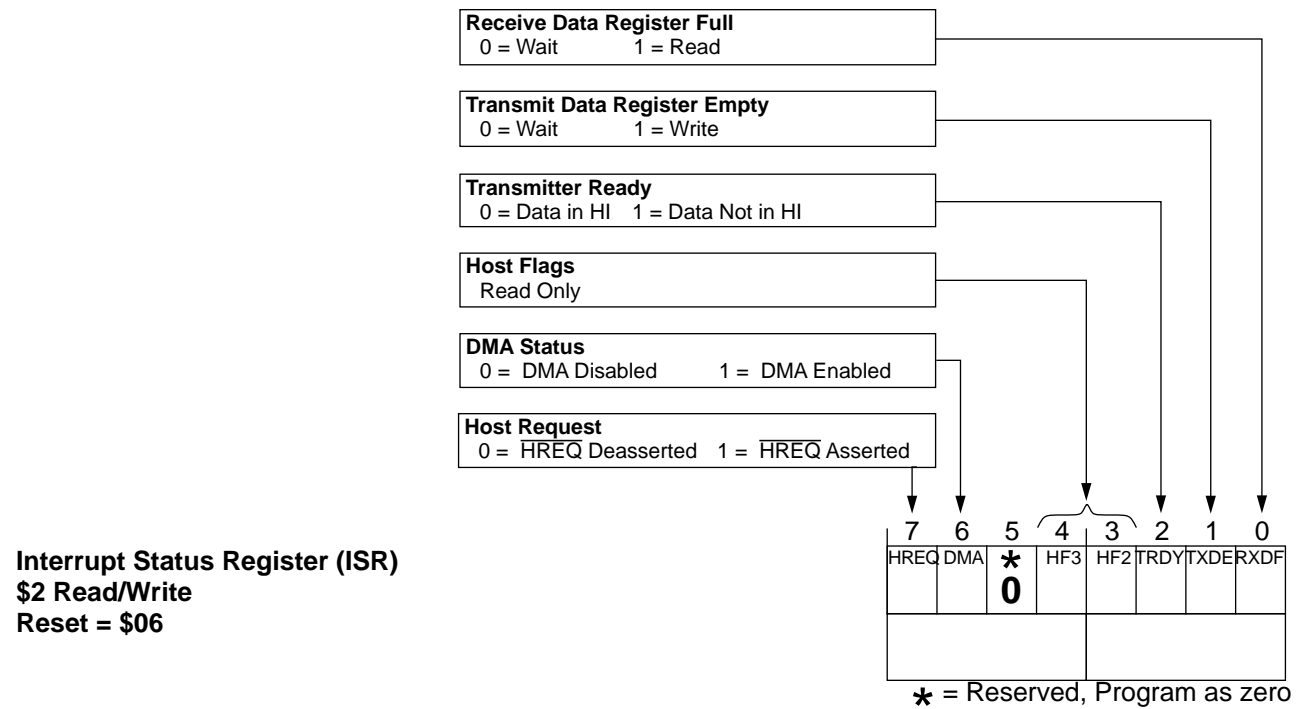 Receive Data Register Full
0 = Wait 1 = Read
Transmit Data Register Empty
0 = Wait 1 = Write
Transmitter Ready
0 = Data in HI 1 = Data Not in HI
Host Flags
Read Only
DMA Status
0 = DMA Disabled 1 = DMA Enabled
Host Request
0 = HREQ Deasserted 1 = HREQ Asserted
7 6 5 4 3 2 1 0
HREQ DMA * HF3 HF2 TRDY TXDE RXDF
0
Interrupt Status Register (ISR)
$2 Read/Write
Reset = $06
* = Reserved, Program as zero